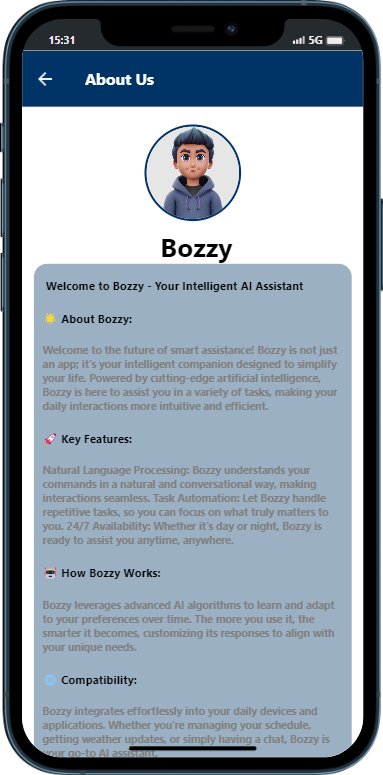 15:31
5G
About Us
Bozzy
Welcome to Bozzy - Your Intelligent AI Assistant
About Bozzy:
Welcome to the future of smart assistance! Bozzy is not just
an app; it's your intelligent companion designed to simplify
your life. Powered by cutting-edge artificial intelligence,
Bozzy is here to assist you in a variety of tasks, making your
daily interactions more intuitive and efficient.
Key Features:
Natural Language Processing: Bozzy understands your
commands in a natural and conversational way, making
interactions seamless. Task Automation: Let Bozzy handle
repetitive tasks, so you can focus on what truly matters to
you. 24/7 Availability: Whether it's day or night, Bozzy is
ready to assist you anytime, anywhere.
How Bozzy Works:
Bozzy leverages advanced AI algorithms to learn and adapt
to your preferences over time. The more you use it, the
smarter it becomes, customizing its responses to align with
your unique needs.
Compatibility:
Bozzy integrates effortlessly into your daily devices and
applications. Whether you're managing your schedule,
getting weather updates, or simply having a chat, Bozzy is
your go-to AI assistant.